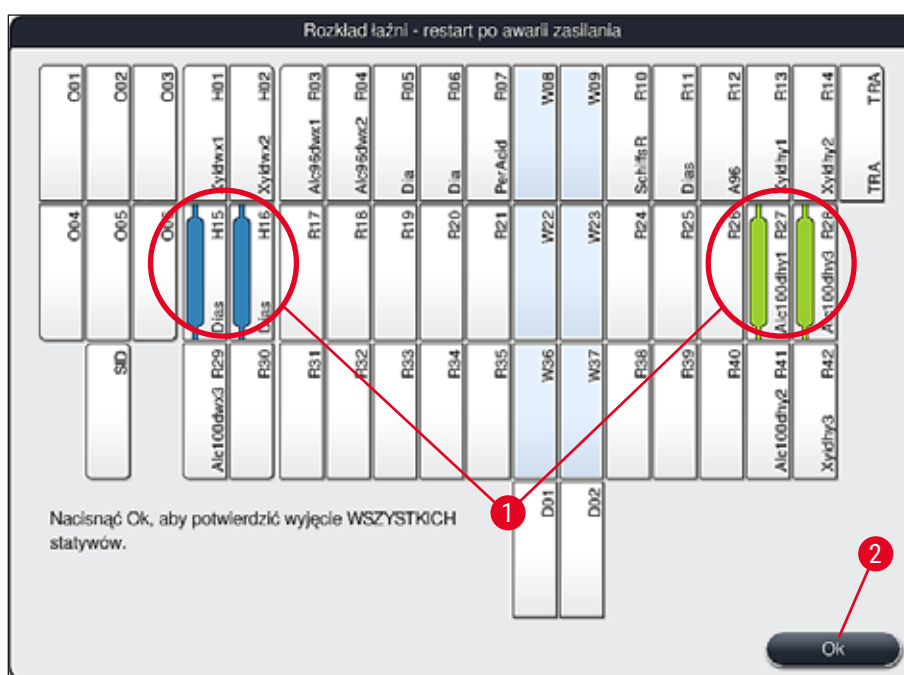 Rozkład łaźni - restart po awarii zasilania
O01
O02
O03
Xyldwx1 H01
Xyldwx2 H02
Alc96dwx1 R03
Alc96dwx2 R04
Dia R05
Dia R06
PerAcid R07
W08
W09
SchiffsR R10
Dias R11
A96 R12
Xyldhy1 R13
Xyldhy2 R14
TRA TRA
O04
O05
O06
Dias H15
Dias H16
R17
R18
R19
R20
R21
W22
W23
R24
R25
R26
Alc100dhy1 R27
Alc100dhy3 R28
SID
Alc100dwx3 R29
R30
R31
R32
R33
R34
R35
W36
W37
R38
R39
R40
Alc100dhy2 R41
Xyldhy3 R42
D01
D02
Nacisnąć Ok, aby potwierdzić wyjęcie WSZYSTKICH
statywów.
1
2
Ok